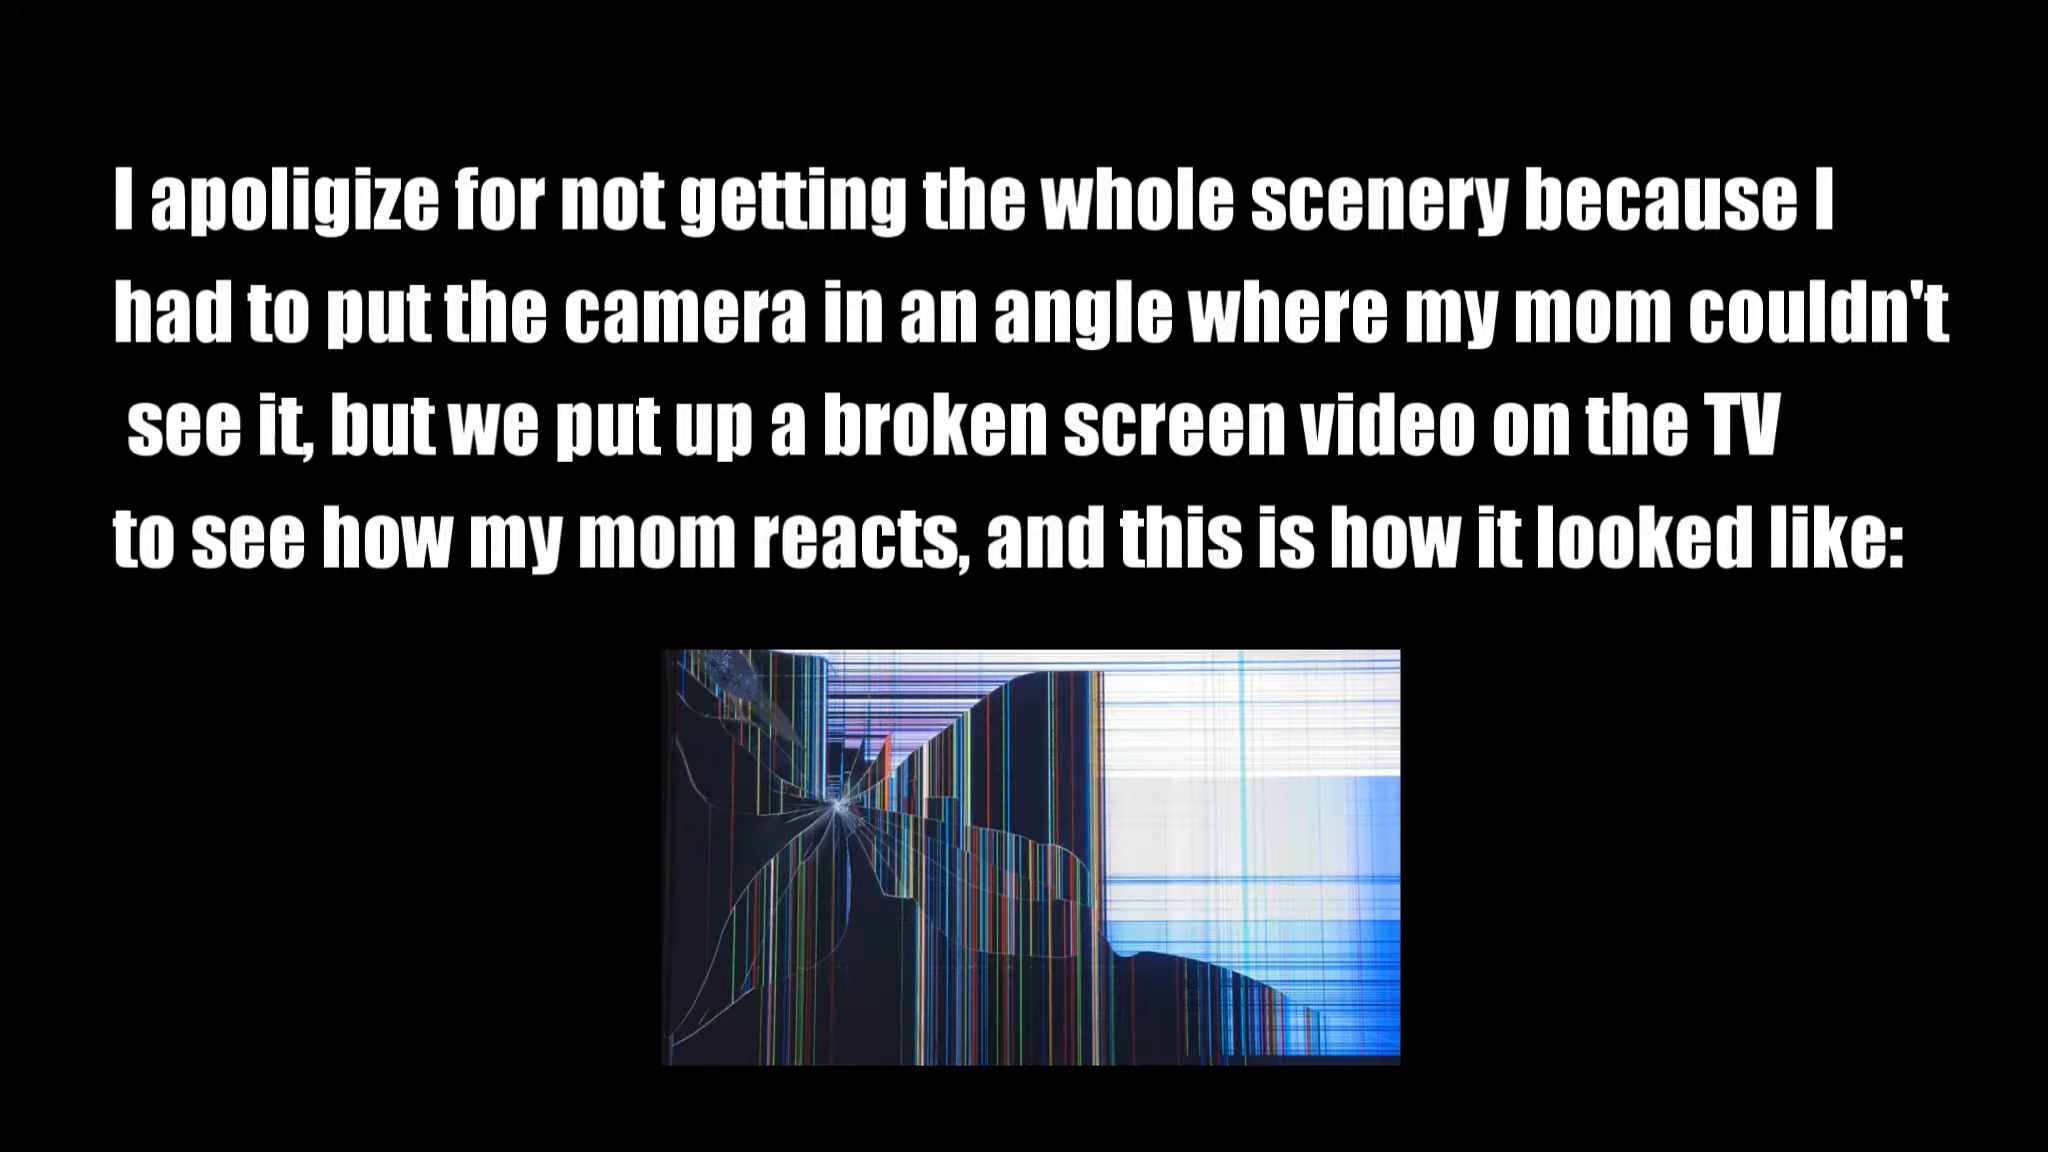 I apoligize for not getting the whole scenery because I
had to put the camera in an angle where my mom couldn't
see it, but we put up a broken screen video on the TV
to see how my mom reacts, and this is how it looked like: